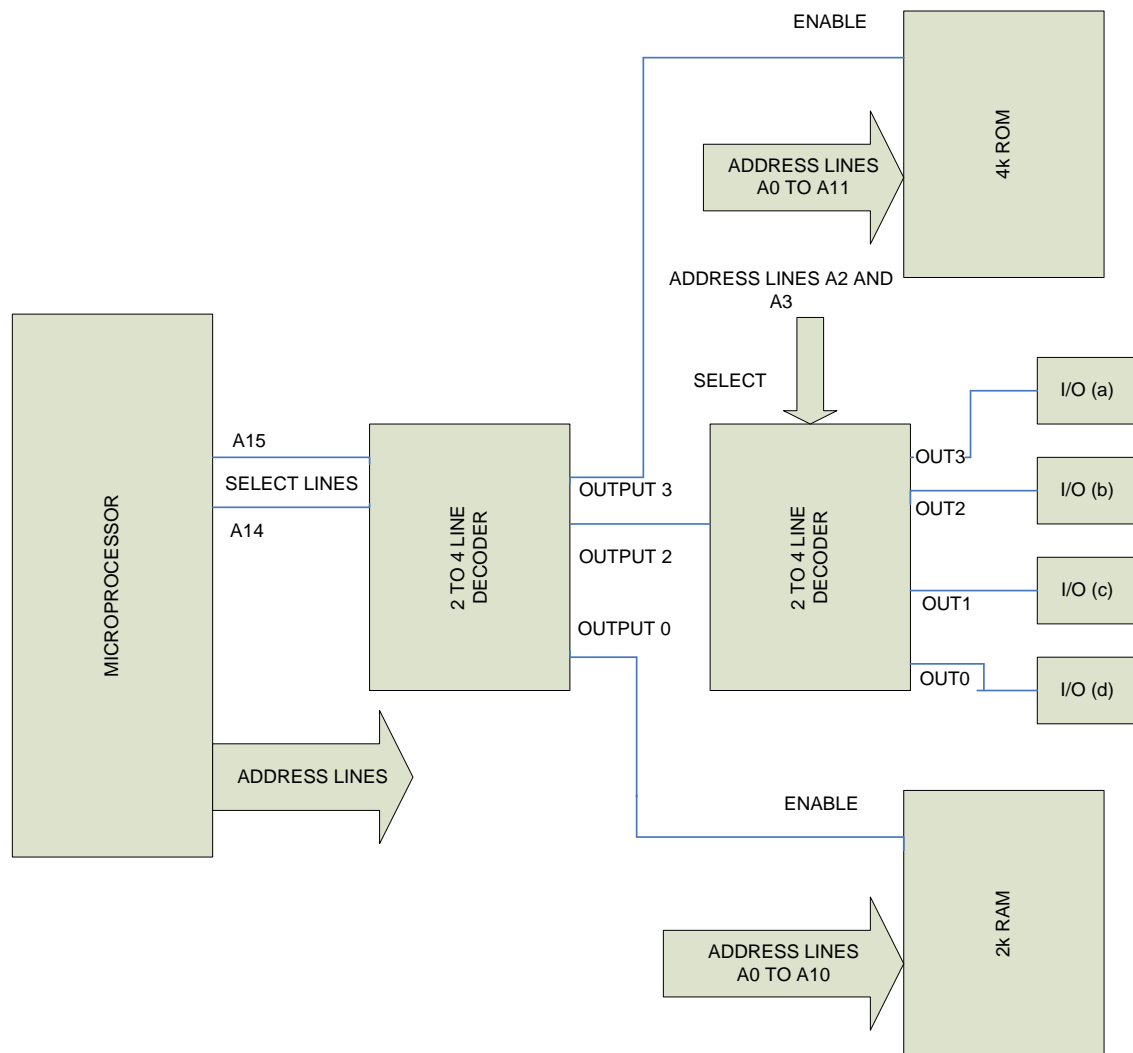 ENABLE
4k ROM
ADDRESS LINES
A0 TO A11
ADDRESS LINES A2 AND
A3
SELECT
MICROPROCESSOR
A15
SELECT LINES
A14
2 TO 4 LINE
DECODER
OUTPUT 3
OUTPUT 2
OUTPUT 0
2 TO 4 LINE
DECODER
OUT3
OUT2
OUT1
OUT0
I/O (a)
I/O (b)
I/O (c)
I/O (d)
ADDRESS LINES
ENABLE
ADDRESS LINES
A0 TO A10
2k RAM